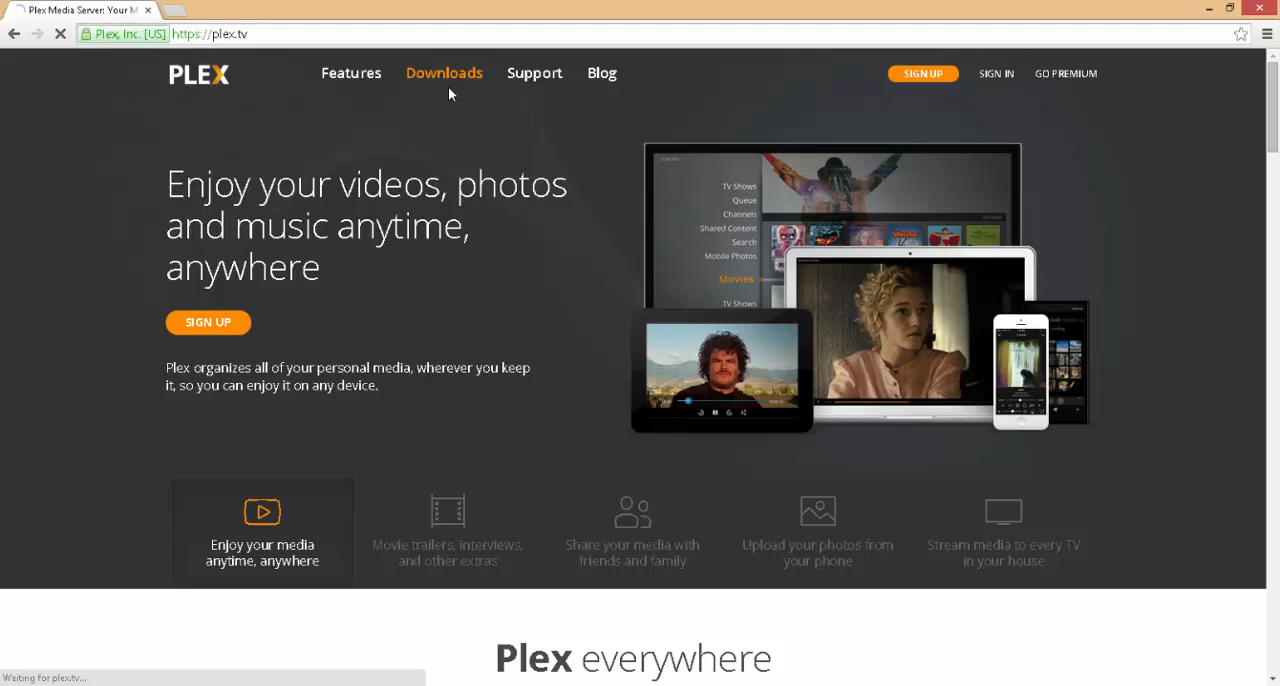 Plex Media Server: Your M
Plex, Inc. [US] https://plex.tv
PLEX Features Downloads Support Blog SIGN UP SIGN IN GO PREMIUM
Enjoy your videos, photos
and music anytime,
anywhere
SIGN UP
Plex organizes all of your personal media, wherever you keep
it, so you can enjoy it on any device.
TV Shows
Queue
Channels
Shared Content
Search
Mobile Photos
Movies
TV Shows
Enjoy your media
anytime, anywhere
Movie trailers, interviews,
and other extras
Share your media with
friends and family
Upload your photos from
your phone
Stream media to every TV
in your house
Plex everywhere
Waiting for plex.tv...